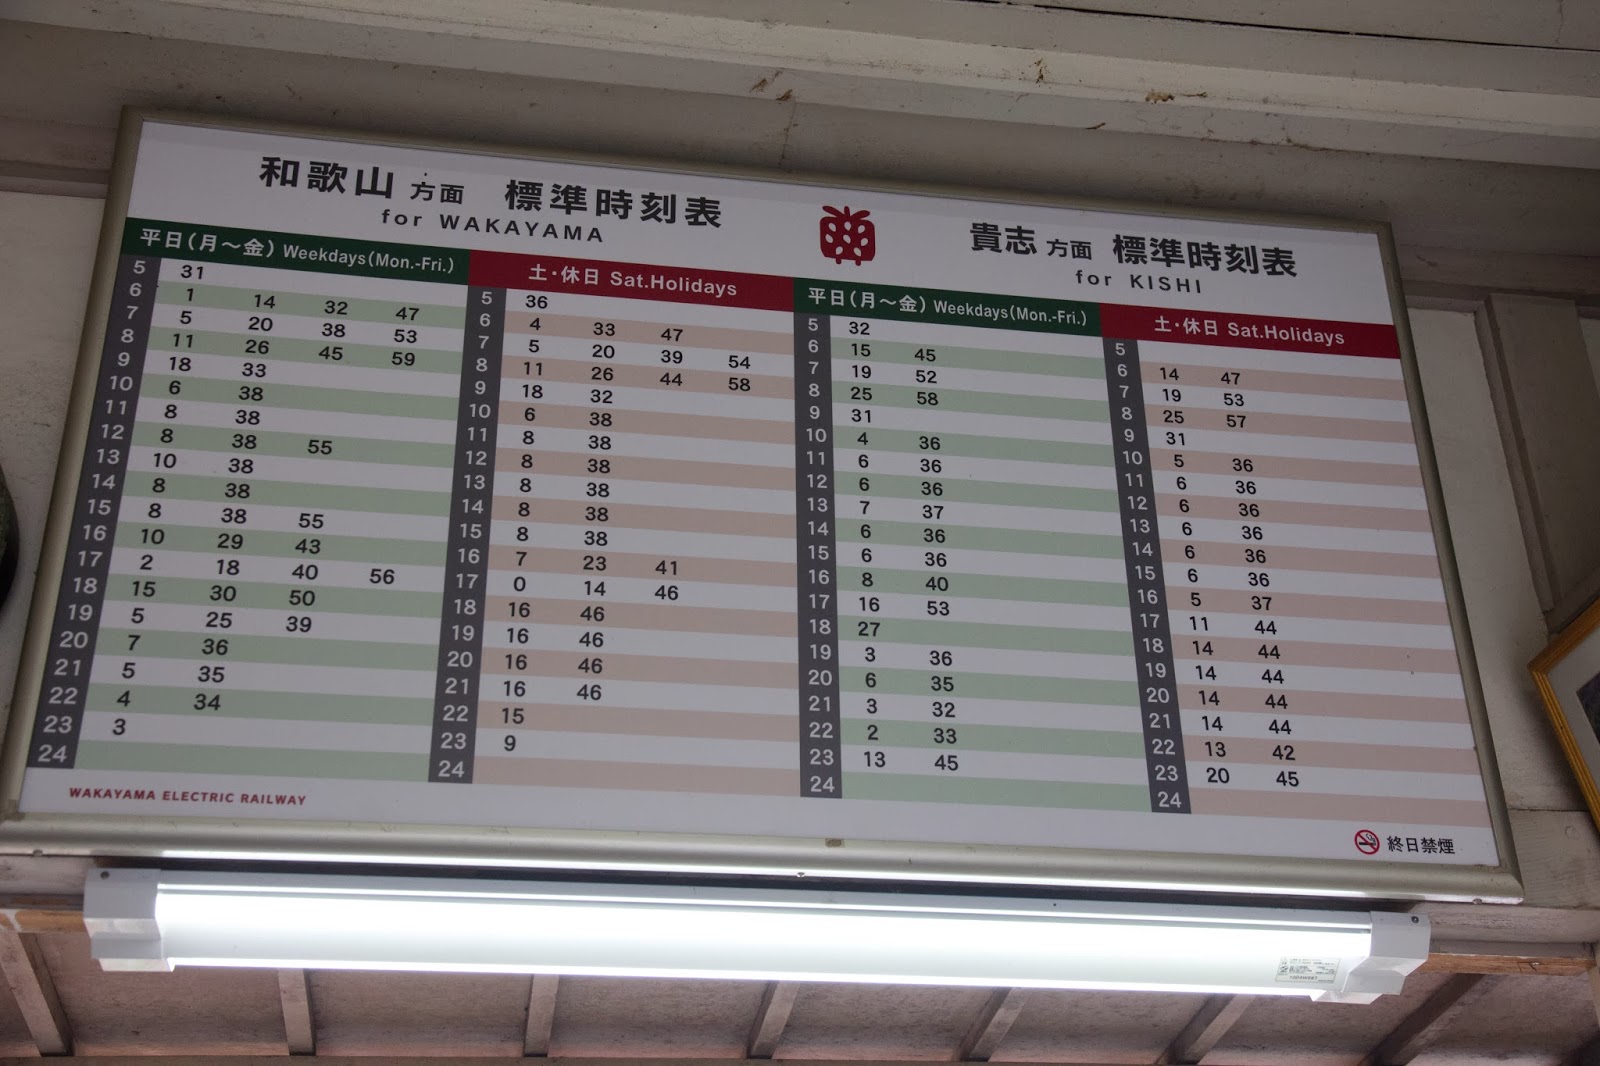 和歌山 方面 標準時刻表
for WAKAYAMA
平日(月～金) Weekdays(Mon.-Fri.)
5 31
6 1 14 32 47
7 5 20 38 53
8 11 26 45 59
9 18 33
10 6 38
11 8 38
12 8 38 55
13 10 38
14 8 38
15 8 38 55
16 10 29 43
17 2 18 40 56
18 15 30 50
19 5 25 39
20 7 36
21 5 35
22 4 34
23 3
24
土・休日 Sat.Holidays
5 36
6 4 33 47
7 5 20 39 54
8 11 26 44 58
9 18 32
10 6 38
11 8 38
12 8 38
13 8 38
14 8 38
15 8 38
16 7 23 41
17 0 14 46
18 16 46
19 16 46
20 16 46
21 16 46
22 15
23 9
24
貴志 方面 標準時刻表
for KISHI
平日(月～金) Weekdays(Mon.-Fri.)
5 32
6 15 45
7 19 52
8 25 58
9 31
10 4 36
11 6 36
12 6 36
13 7 37
14 6 36
15 6 36
16 8 40
17 16 53
18 27
19 3 36
20 6 35
21 3 32
22 2 33
23 13 45
24
土・休日 Sat.Holidays
5
6 14 47
7 19 53
8 25 57
9 31
10 5 36
11 6 36
12 6 36
13 6 36
14 6 36
15 6 36
16 5 37
17 11 44
18 14 44
19 14 44
20 14 44
21 14 44
22 13 42
23 20 45
24
WAKAYAMA ELECTRIC RAILWAY
終日禁煙